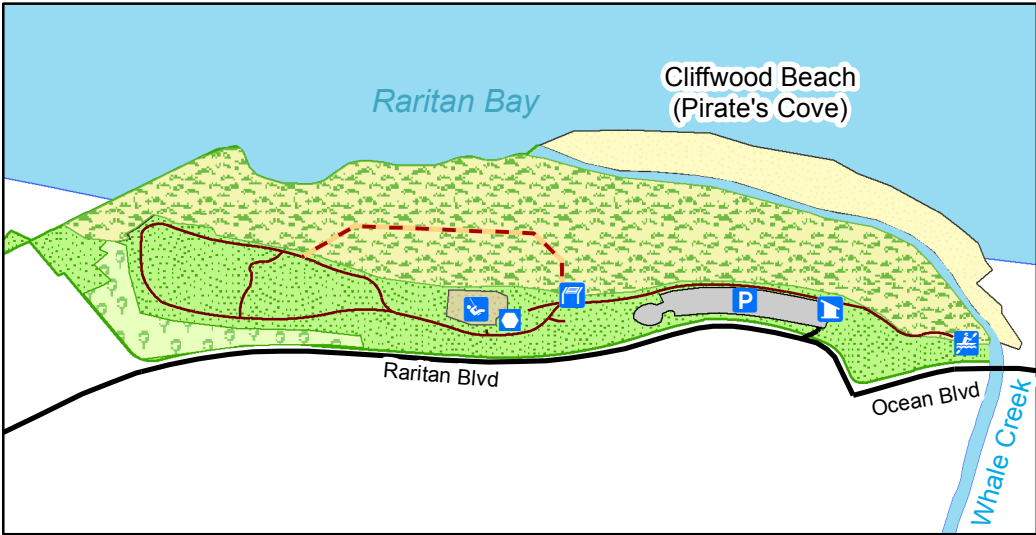 Cliffwood Beach
(Pirate's Cove)
Raritan Bay
P
Raritan Blvd
Ocean Blvd
Whale Creek